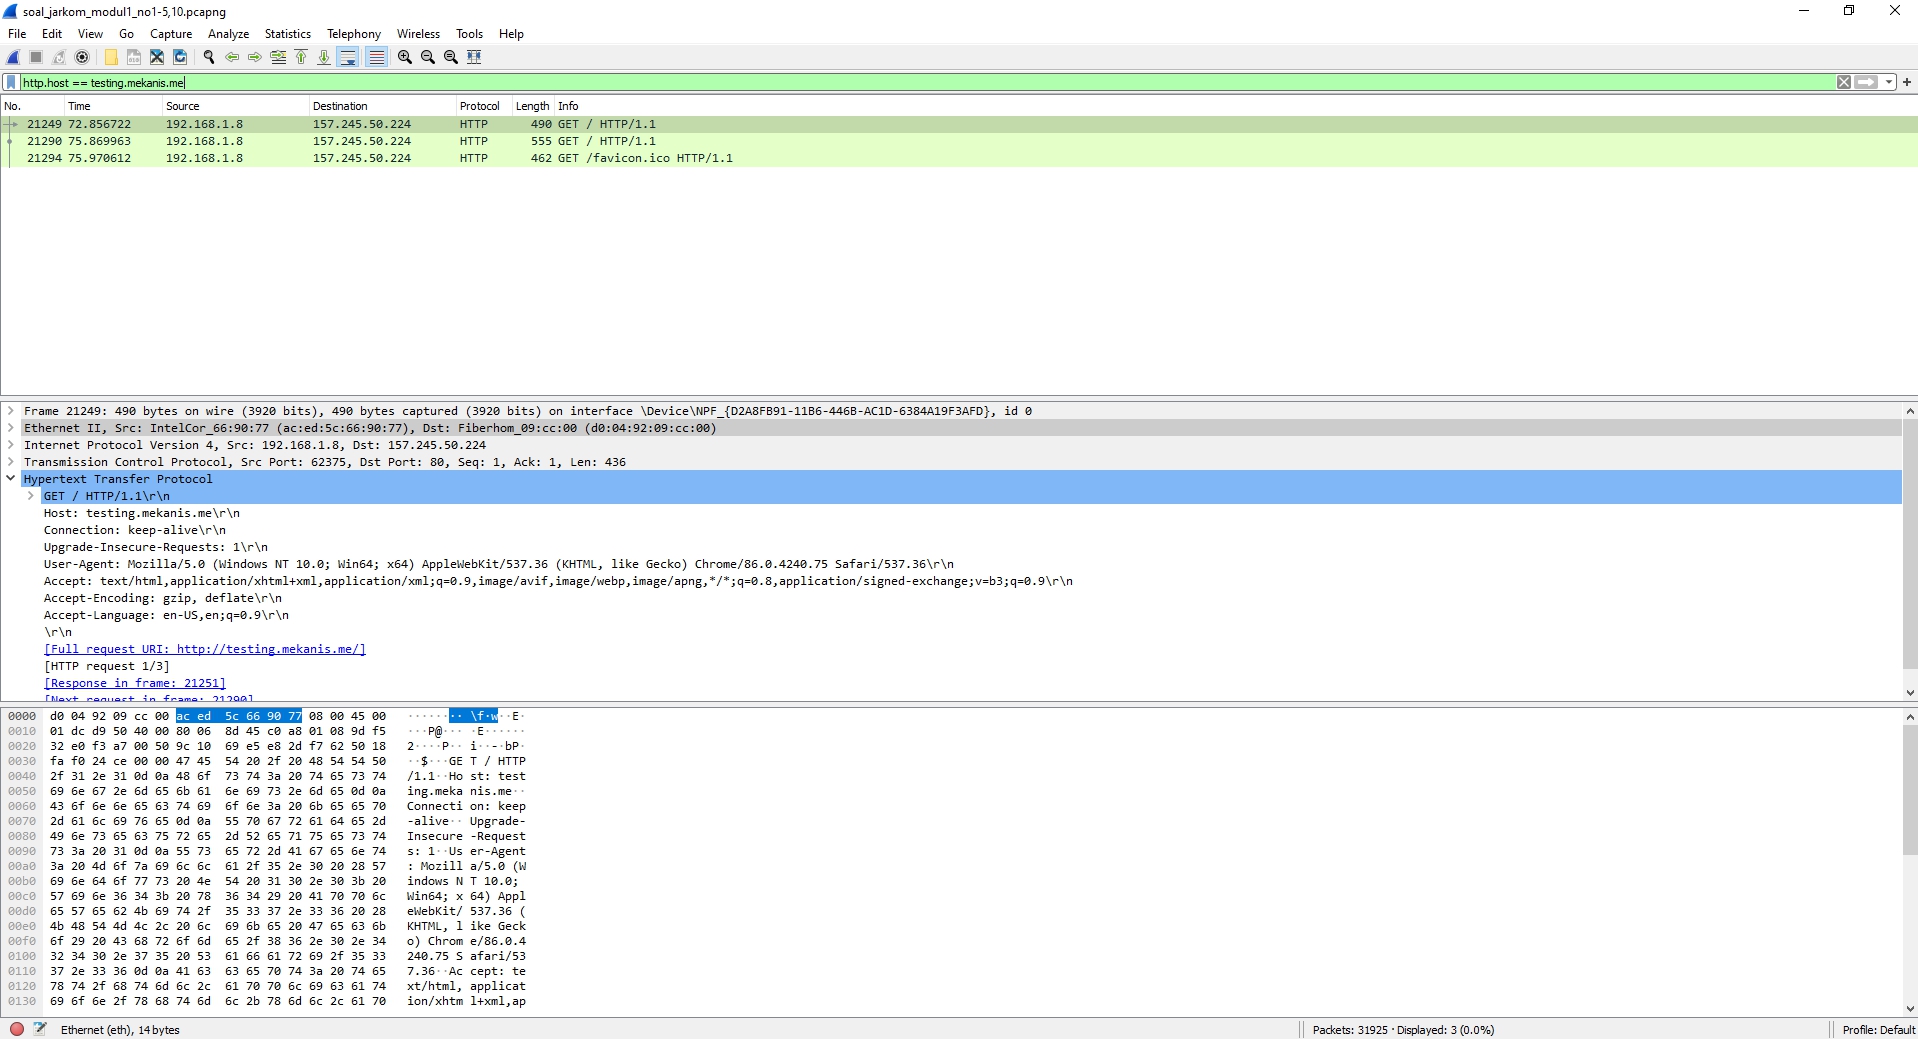 soal_jarkom_modul1_no1-5,10.pcapng
File Edit View Go Capture Analyze Statistics Telephony Wireless Tools Help
http.host == testing.mekanis.me
No. Time Source Destination Protocol Length Info
21249 72.856722 192.168.1.8 157.245.50.224 HTTP 490 GET / HTTP/1.1
21290 75.869963 192.168.1.8 157.245.50.224 HTTP 555 GET / HTTP/1.1
21294 75.970612 192.168.1.8 157.245.50.224 HTTP 462 GET /favicon.ico HTTP/1.1
Frame 21249: 490 bytes on wire (3920 bits), 490 bytes captured (3920 bits) on interface \Device\NPF_{D2A8FB91-11B6-446B-AC1D-6384A19F3AFD}, id 0
Ethernet II, Src: IntelCor_66:90:77 (ac:ed:5c:66:90:77), Dst: Fiberhom_09:cc:00 (d0:04:92:09:cc:00)
Internet Protocol Version 4, Src: 192.168.1.8, Dst: 157.245.50.224
Transmission Control Protocol, Src Port: 62375, Dst Port: 80, Seq: 1, Ack: 1, Len: 436
Hypertext Transfer Protocol
GET / HTTP/1.1\r\n
Host: testing.mekanis.me\r\n
Connection: keep-alive\r\n
Upgrade-Insecure-Requests: 1\r\n
User-Agent: Mozilla/5.0 (Windows NT 10.0; Win64; x64) AppleWebKit/537.36 (KHTML, like Gecko) Chrome/86.0.4240.75 Safari/537.36\r\n
Accept: text/html,application/xhtml+xml,application/xml;q=0.9,image/avif,image/webp,image/apng,*/*;q=0.8,application/signed-exchange;v=b3;q=0.9\r\n
Accept-Encoding: gzip, deflate\r\n
Accept-Language: en-US,en;q=0.9\r\n
\r\n
[Full request URI: http://testing.mekanis.me/]
[HTTP request 1/3]
[Response in frame: 21251]
[Next request in frame: 21290]
0000 d0 04 92 09 cc 00 ac ed 5c 66 90 77 08 00 45 00 ········ \f·w··E·
0010 01 dc d9 50 40 00 80 06 8d 45 c0 a8 01 08 9d f5 ···P@··· ·E······
0020 32 e0 f3 a7 00 50 9c 10 69 e5 e8 2d f7 62 50 18 2····P·· i··-·bP·
0030 fa f0 24 ce 00 00 47 45 54 20 2f 20 48 54 54 50 ··$···GE T / HTTP
0040 2f 31 2e 31 0d 0a 48 6f 73 74 3a 20 74 65 73 74 /1.1··Ho st: test
0050 69 6e 67 2e 6d 65 6b 61 6e 69 73 2e 6d 65 0d 0a ing.meka nis.me··
0060 43 6f 6e 6e 65 63 74 69 6f 6e 3a 20 6b 65 65 70 Connecti on: keep
0070 2d 61 6c 69 76 65 0d 0a 55 70 67 72 61 64 65 2d -alive·· Upgrade-
0080 49 6e 73 65 63 75 72 65 2d 52 65 71 75 65 73 74 Insecure -Request
0090 73 3a 20 31 0d 0a 55 73 65 72 2d 41 67 65 6e 74 s: 1··Us er-Agent
00a0 3a 20 4d 6f 7a 69 6c 6c 61 2f 35 2e 30 20 28 57 : Mozill a/5.0 (W
00b0 69 6e 64 6f 77 73 20 4e 54 20 31 30 2e 30 3b 20 indows N T 10.0;
00c0 57 69 6e 36 34 3b 20 78 36 34 29 20 41 70 70 6c Win64; x 64) Appl
00d0 65 57 65 62 4b 69 74 2f 35 33 37 2e 33 36 20 28 eWebKit/ 537.36 (
00e0 4b 48 54 4d 4c 2c 20 6c 69 6b 65 20 47 65 63 6b KHTML, l ike Geck
00f0 6f 29 20 43 68 72 6f 6d 65 2f 38 36 2e 30 2e 34 o) Chrom e/86.0.4
0100 32 34 30 2e 37 35 20 53 61 66 61 72 69 2f 35 33 240.75 S afari/53
0110 37 2e 33 36 0d 0a 41 63 63 65 70 74 3a 20 74 65 7.36··Ac cept: te
0120 78 74 2f 68 74 6d 6c 2c 61 70 70 6c 69 63 61 74 xt/html, applicat
0130 69 6f 6e 2f 78 68 74 6d 6c 2b 78 6d 6c 2c 61 70 ion/xhtm l+xml,ap
Ethernet (eth), 14 bytes Packets: 31925 · Displayed: 3 (0.0%) Profile: Default